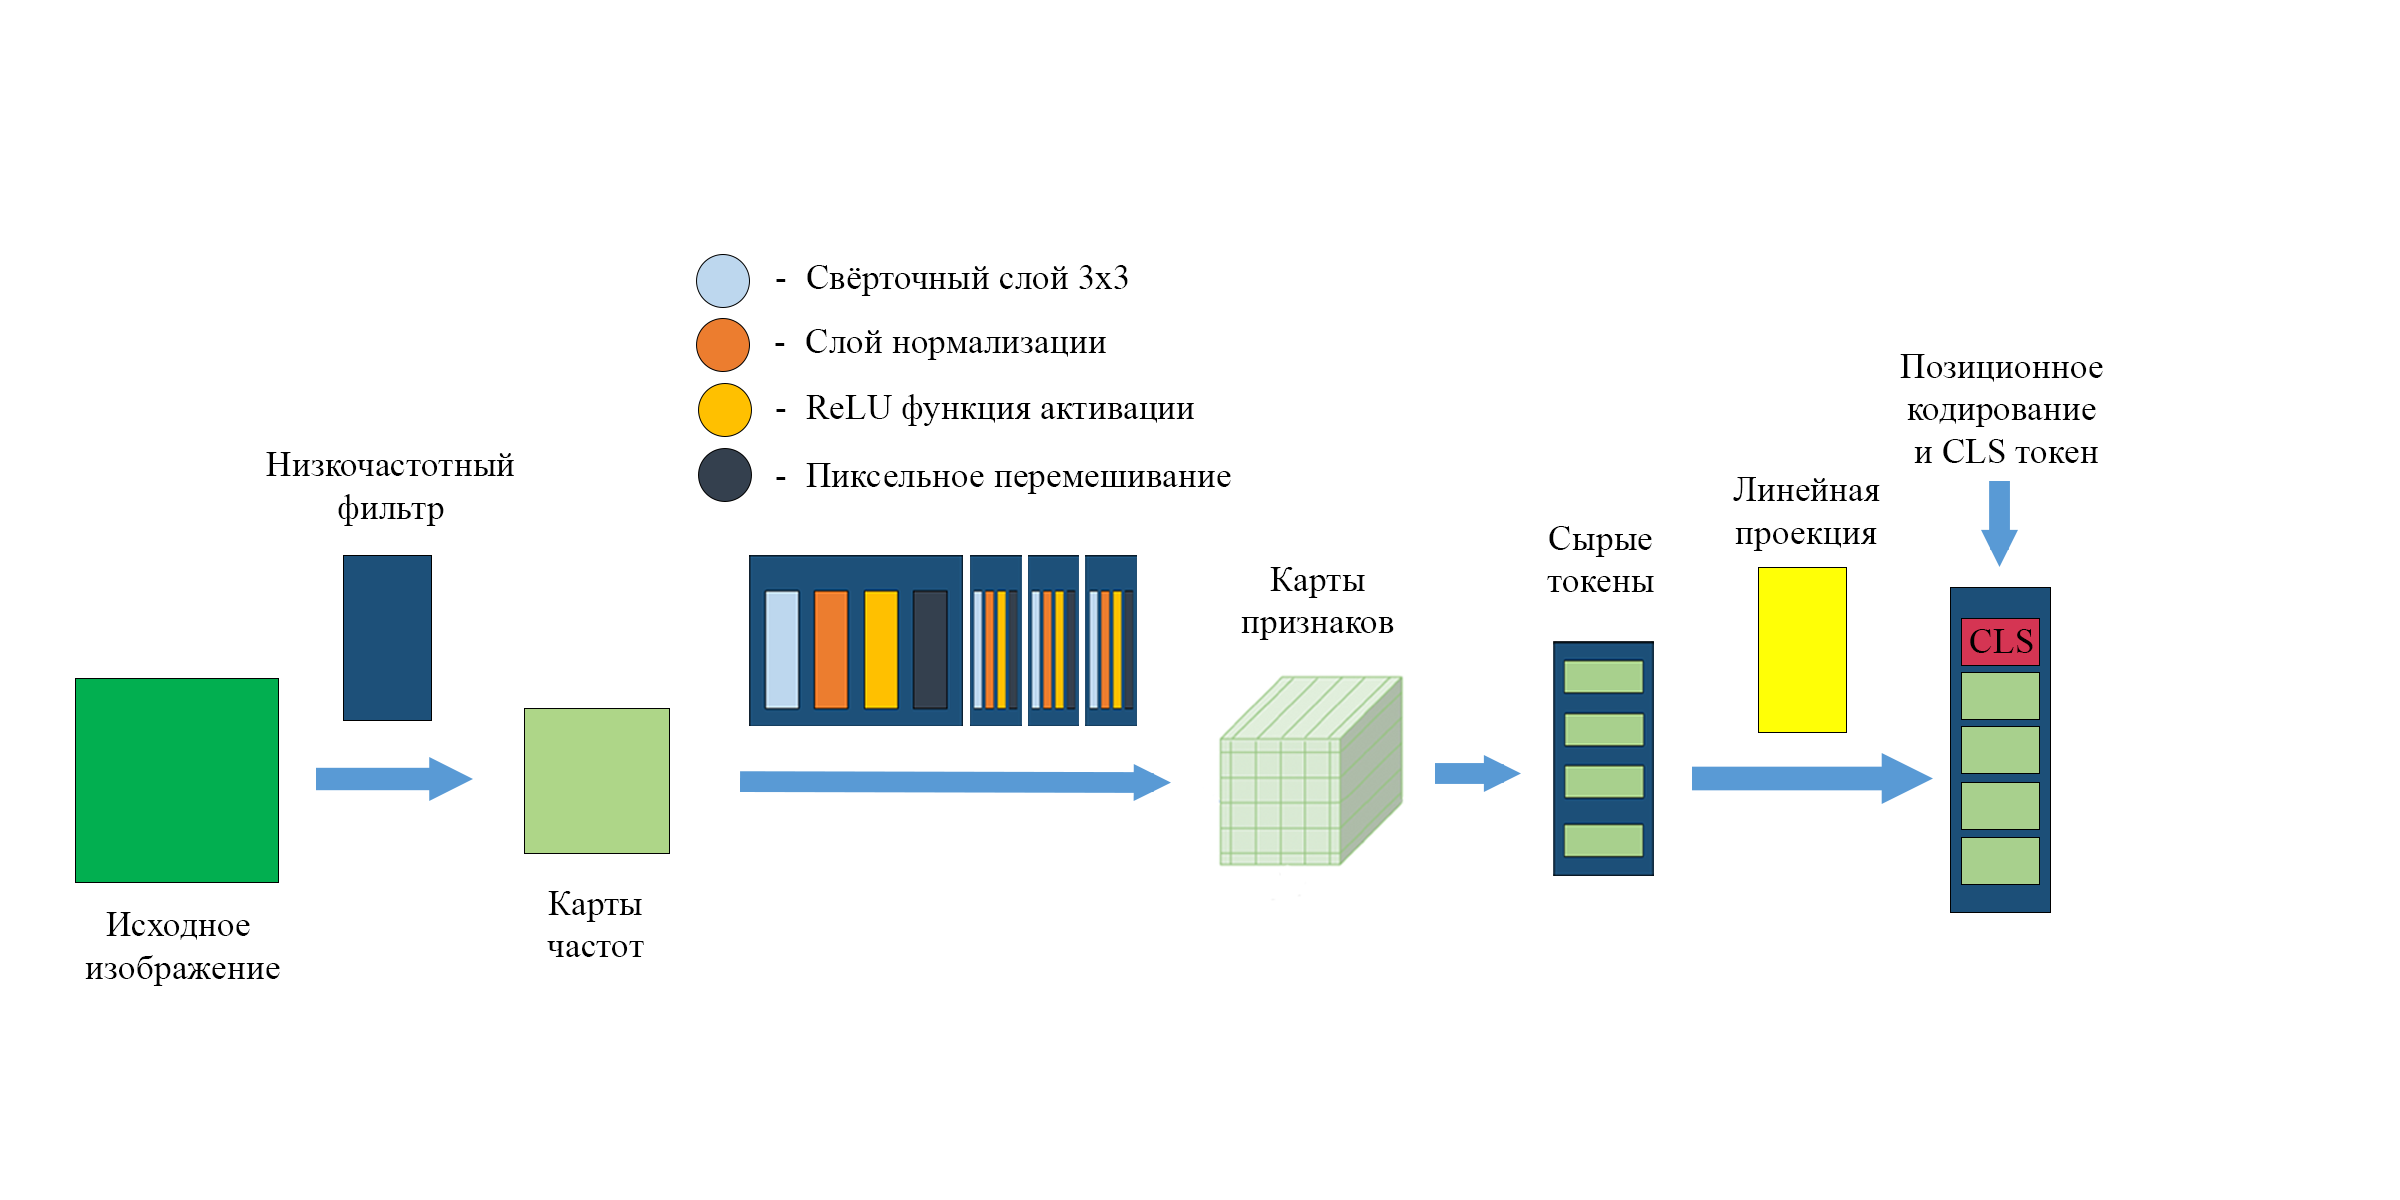 - Свёрточный слой 3x3
- Слой нормализации
- ReLU функция активации
- Пиксельное перемешивание
Низкочастотный
фильтр
Исходное
изображение
Карты
частот
Карты
признаков
Сырые
токены
Линейная
проекция
Позиционное
кодирование
и CLS токен
CLS